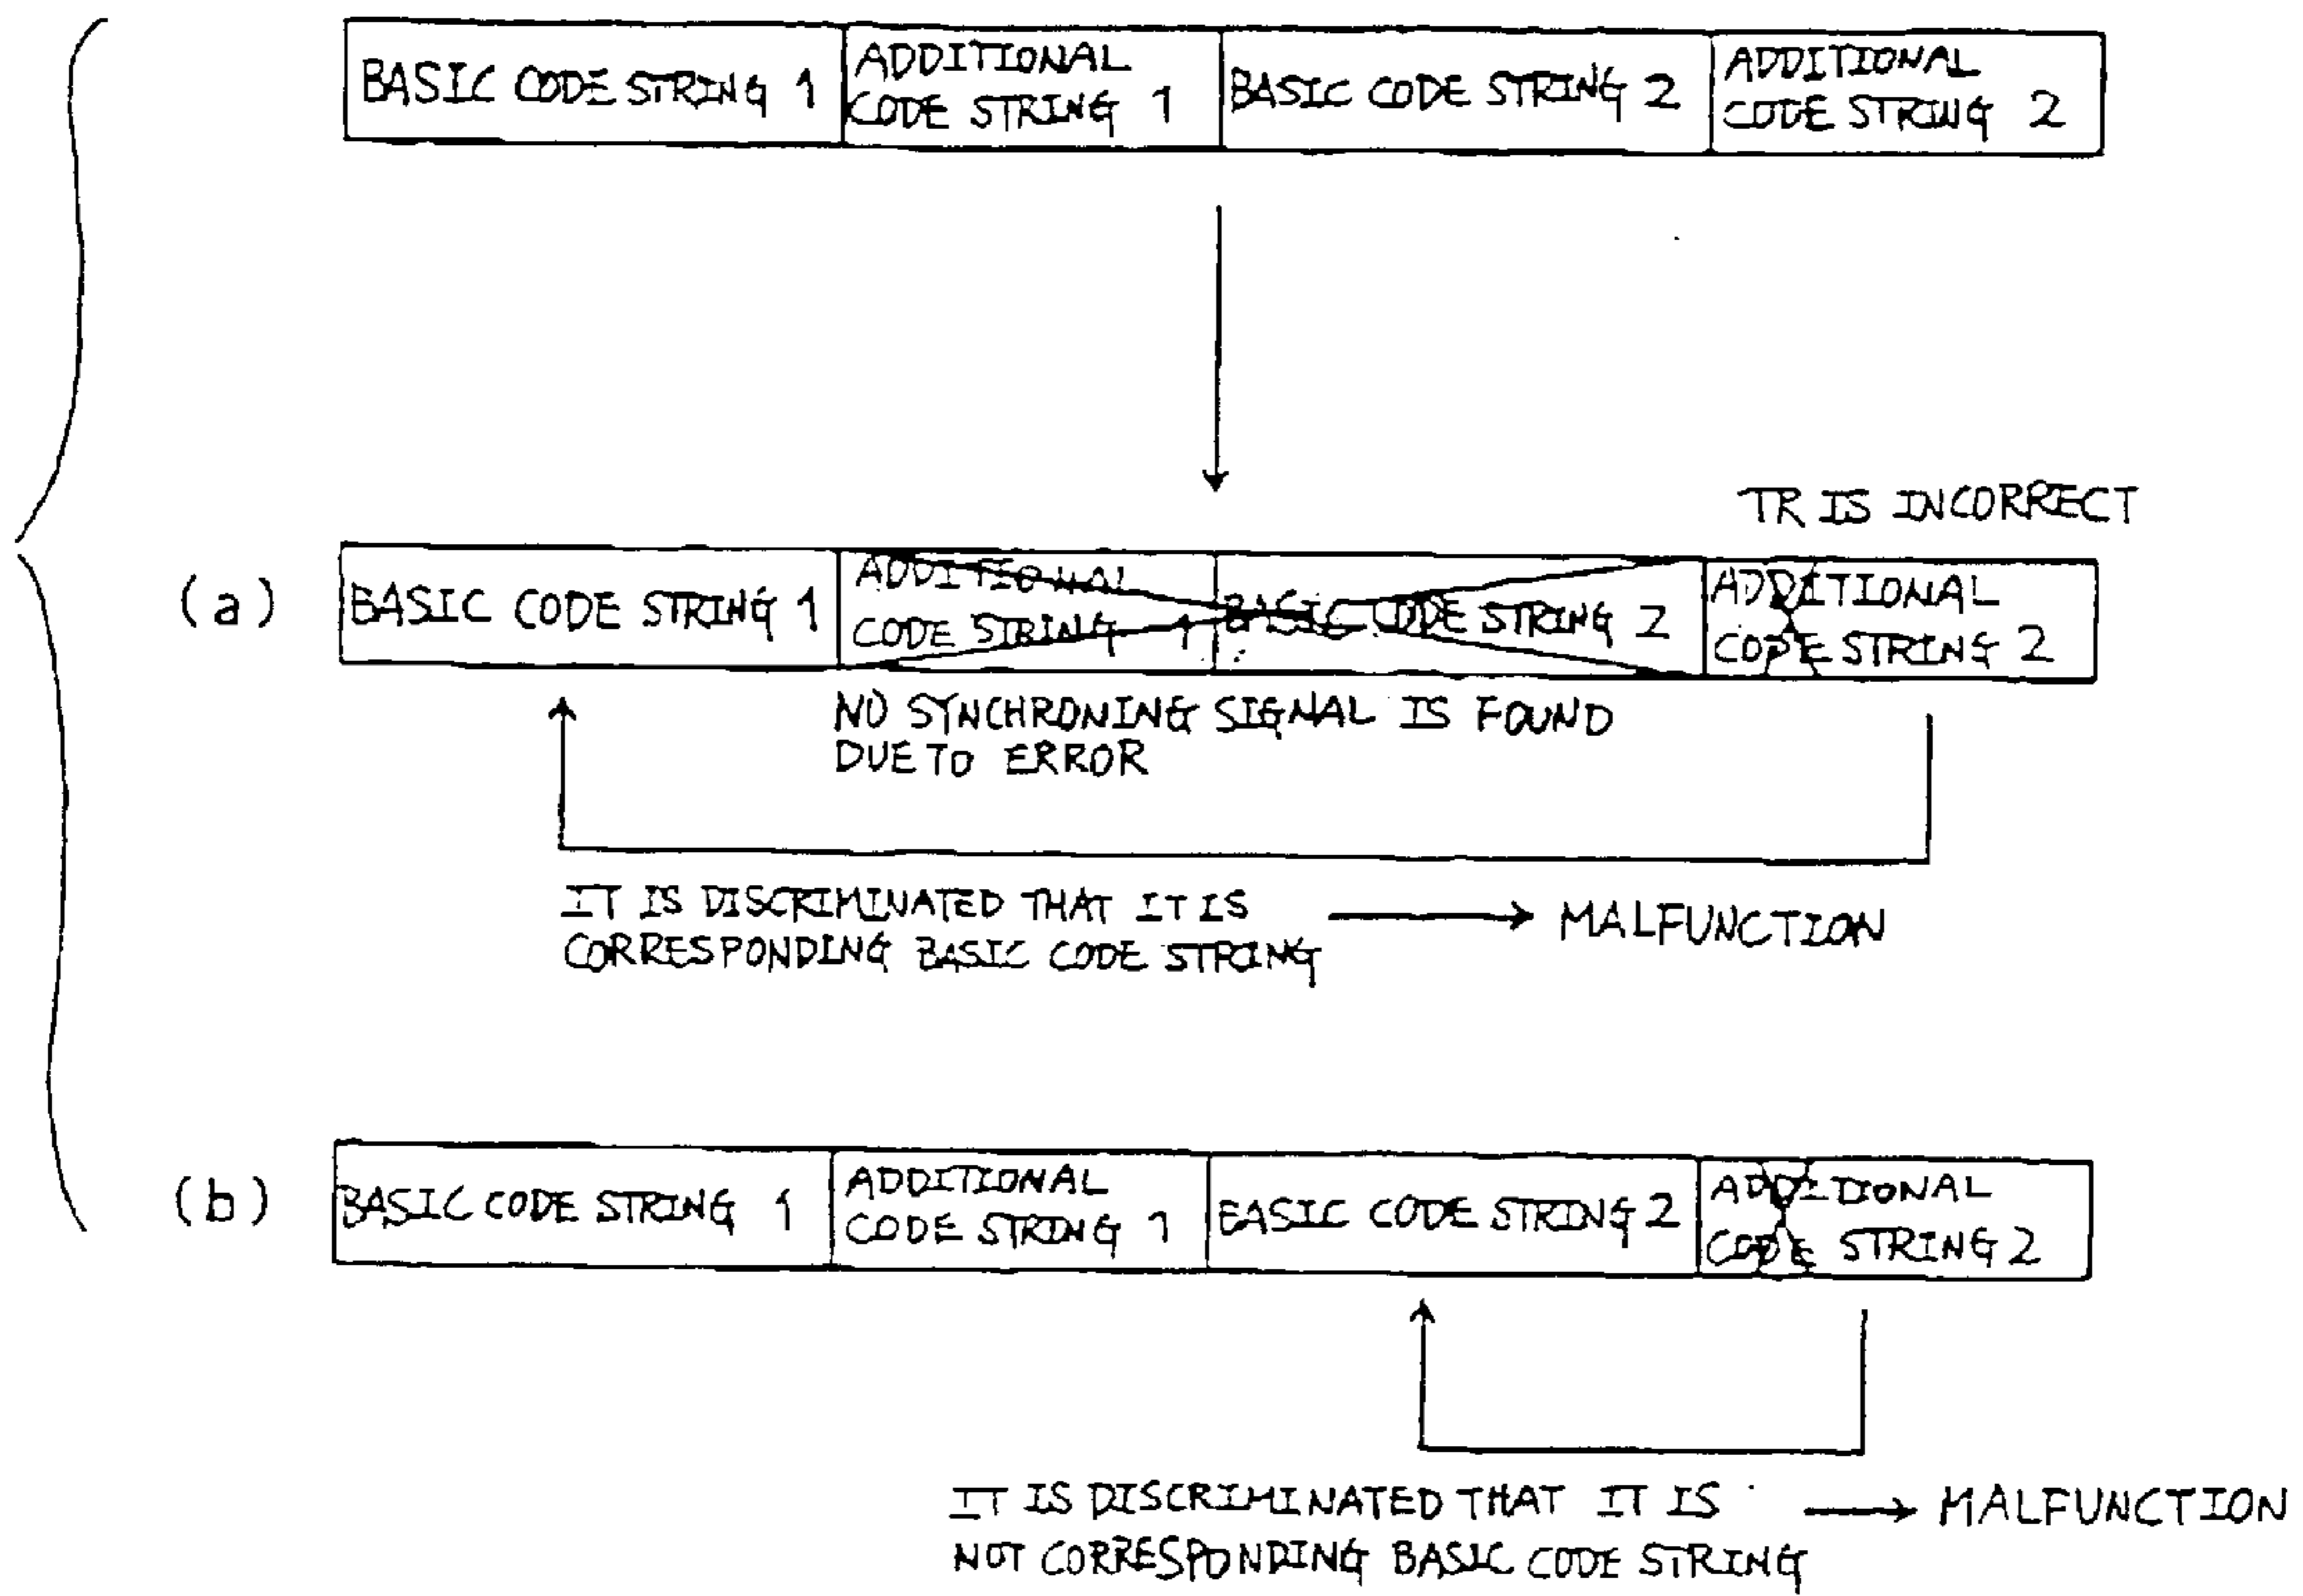 BASIC CODE STRING 1
ADDITIONAL
CODE STRING 1
BASIC CODE STRING 2
ADDITIONAL
CODE STRING 2
TR IS INCORRECT
(a)
BASIC CODE STRING 1
ADDITIONAL
CODE STRING 1
BASIC CODE STRING 2
ADDITIONAL
CODE STRING 2
NO SYNCHRONING SIGNAL IS FOUND
DUE TO ERROR
IT IS DISCRIMINATED THAT IT IS
CORRESPONDING BASIC CODE STRING
MALFUNCTION
(b)
BASIC CODE STRING 1
ADDITIONAL
CODE STRING 1
BASIC CODE STRING 2
ADDITIONAL
CODE STRING 2
IT IS DISCRIMINATED THAT IT IS
NOT CORRESPONDING BASIC CODE STRING
MALFUNCTION